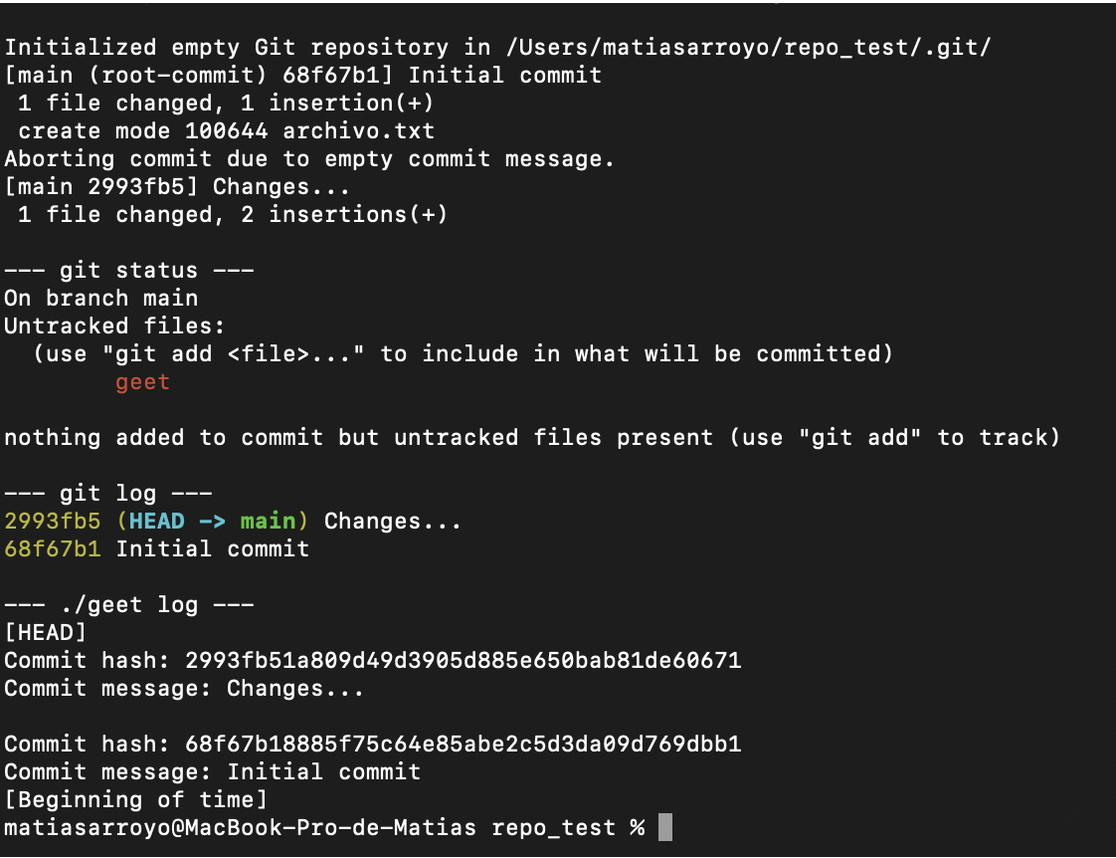 Initialized empty Git repository in /Users/matiasarroyo/repo_test/.git/
[main (root-commit) 68f67b1] Initial commit
 1 file changed, 1 insertion(+)
 create mode 100644 archivo.txt
Aborting commit due to empty commit message.
[main 2993fb5] Changes...
 1 file changed, 2 insertions(+)

--- git status ---
On branch main
Untracked files:
  (use "git add <file>..." to include in what will be committed)
        geet

nothing added to commit but untracked files present (use "git add" to track)

--- git log ---
2993fb5 (HEAD -> main) Changes...
68f67b1 Initial commit

--- ./geet log ---
[HEAD]
Commit hash: 2993fb51a809d49d3905d885e650bab81de60671
Commit message: Changes...

Commit hash: 68f67b18885f75c64e85abe2c5d3da09d769dbb1
Commit message: Initial commit
[Beginning of time]
matiasarroyo@MacBook-Pro-de-Matias repo_test %